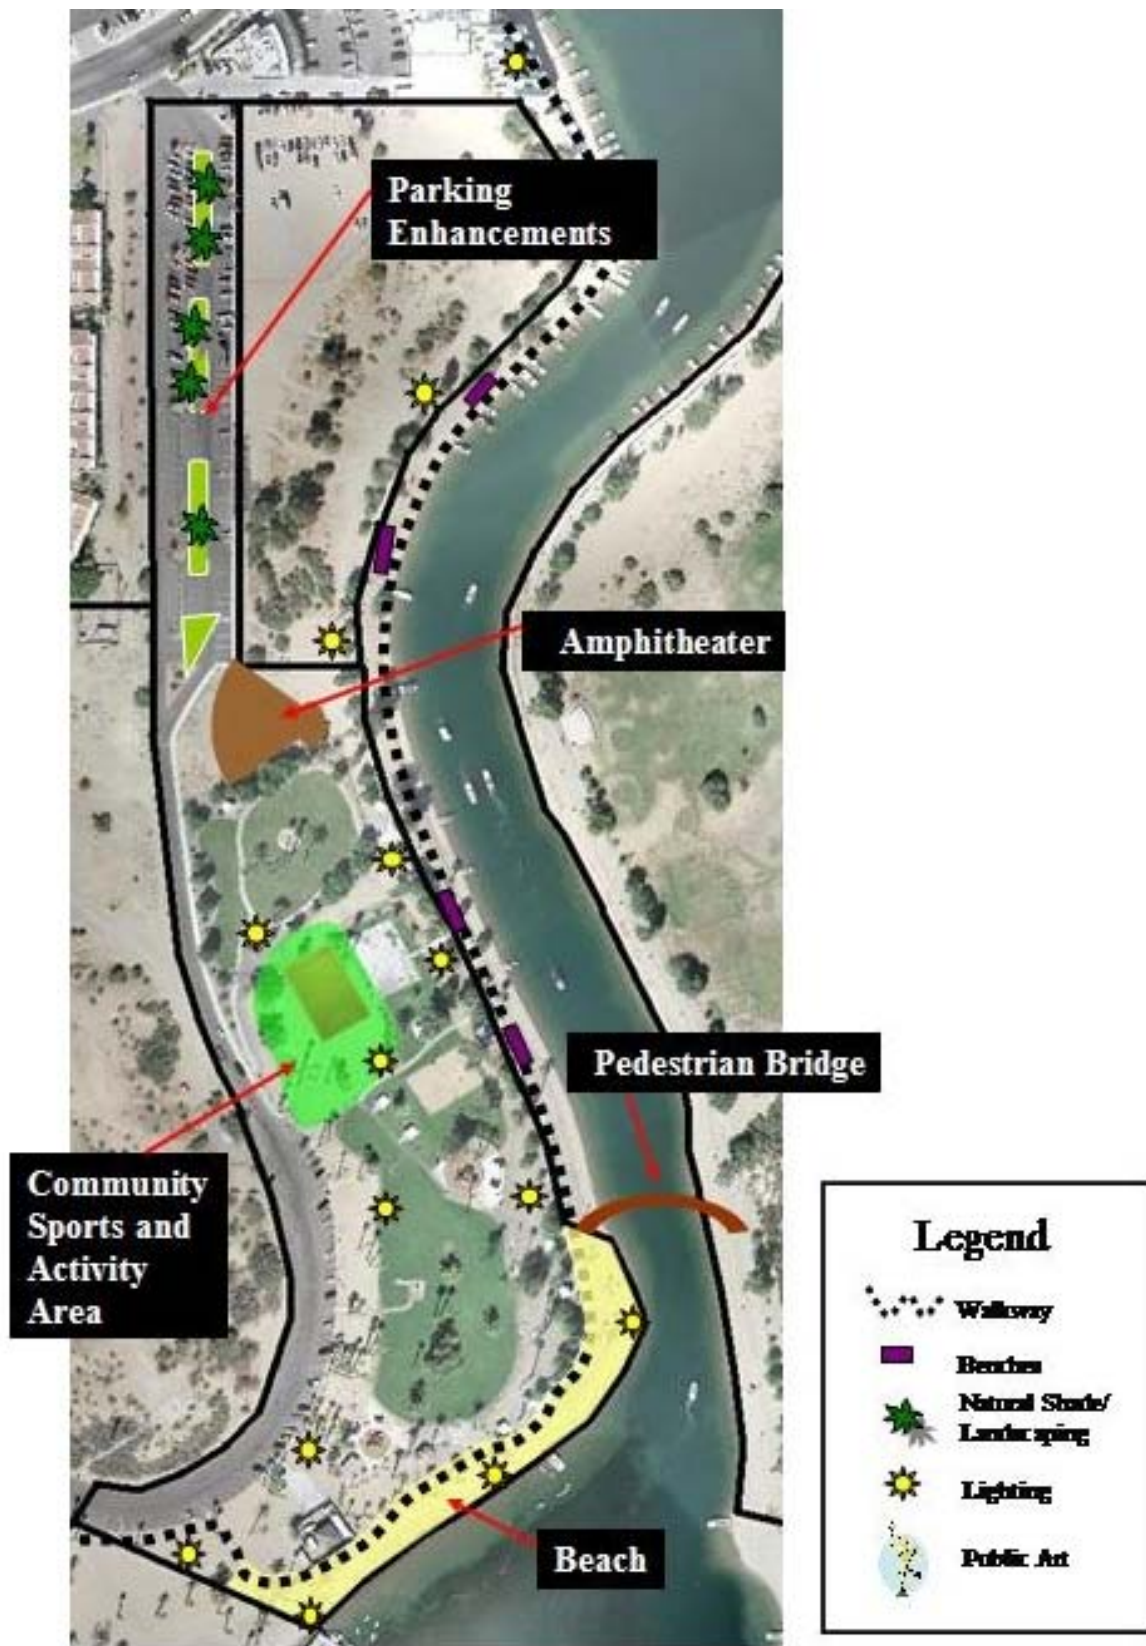 Parking
Enhancements
Amphitheater
Pedestrian Bridge
Community
Sports and
Activity
Area
Beach
Legend
Walkway
Benches
Natural Shade/
Landscaping
Lighting
Public Art